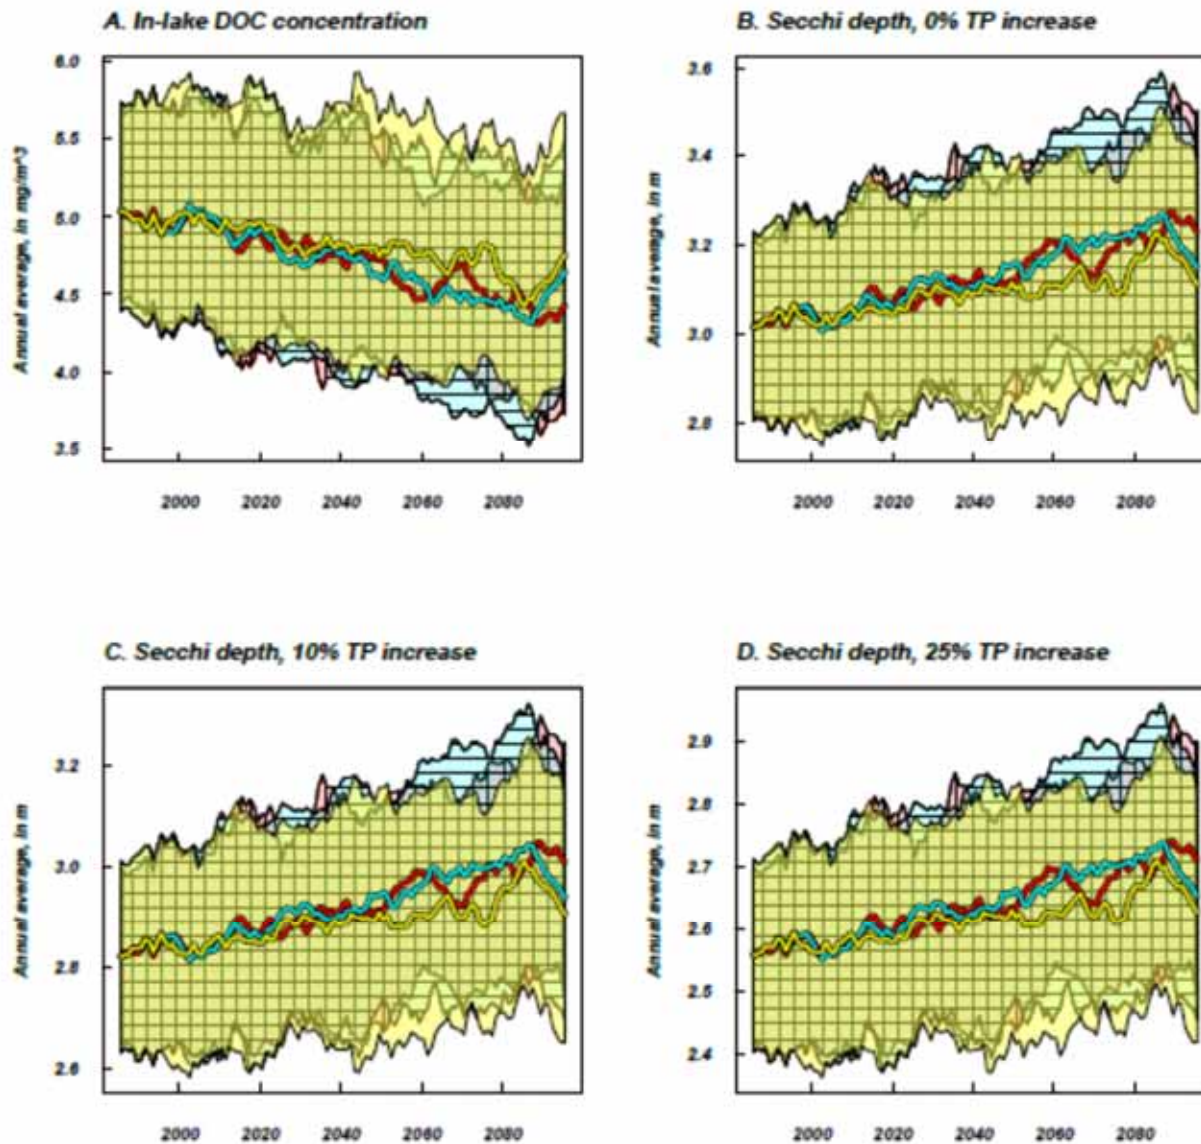 A. In-lake DOC concentration
Annual average, in mg/m^3
6.0
5.5
5.0
4.5
4.0
3.5
2000 2020 2040 2060 2080
B. Secchi depth, 0% TP increase
Annual average, in m
3.6
3.4
3.2
3.0
2.8
2000 2020 2040 2060 2080
C. Secchi depth, 10% TP increase
Annual average, in m
3.2
3.0
2.8
2.6
2000 2020 2040 2060 2080
D. Secchi depth, 25% TP increase
Annual average, in m
2.9
2.8
2.7
2.6
2.5
2.4
2000 2020 2040 2060 2080